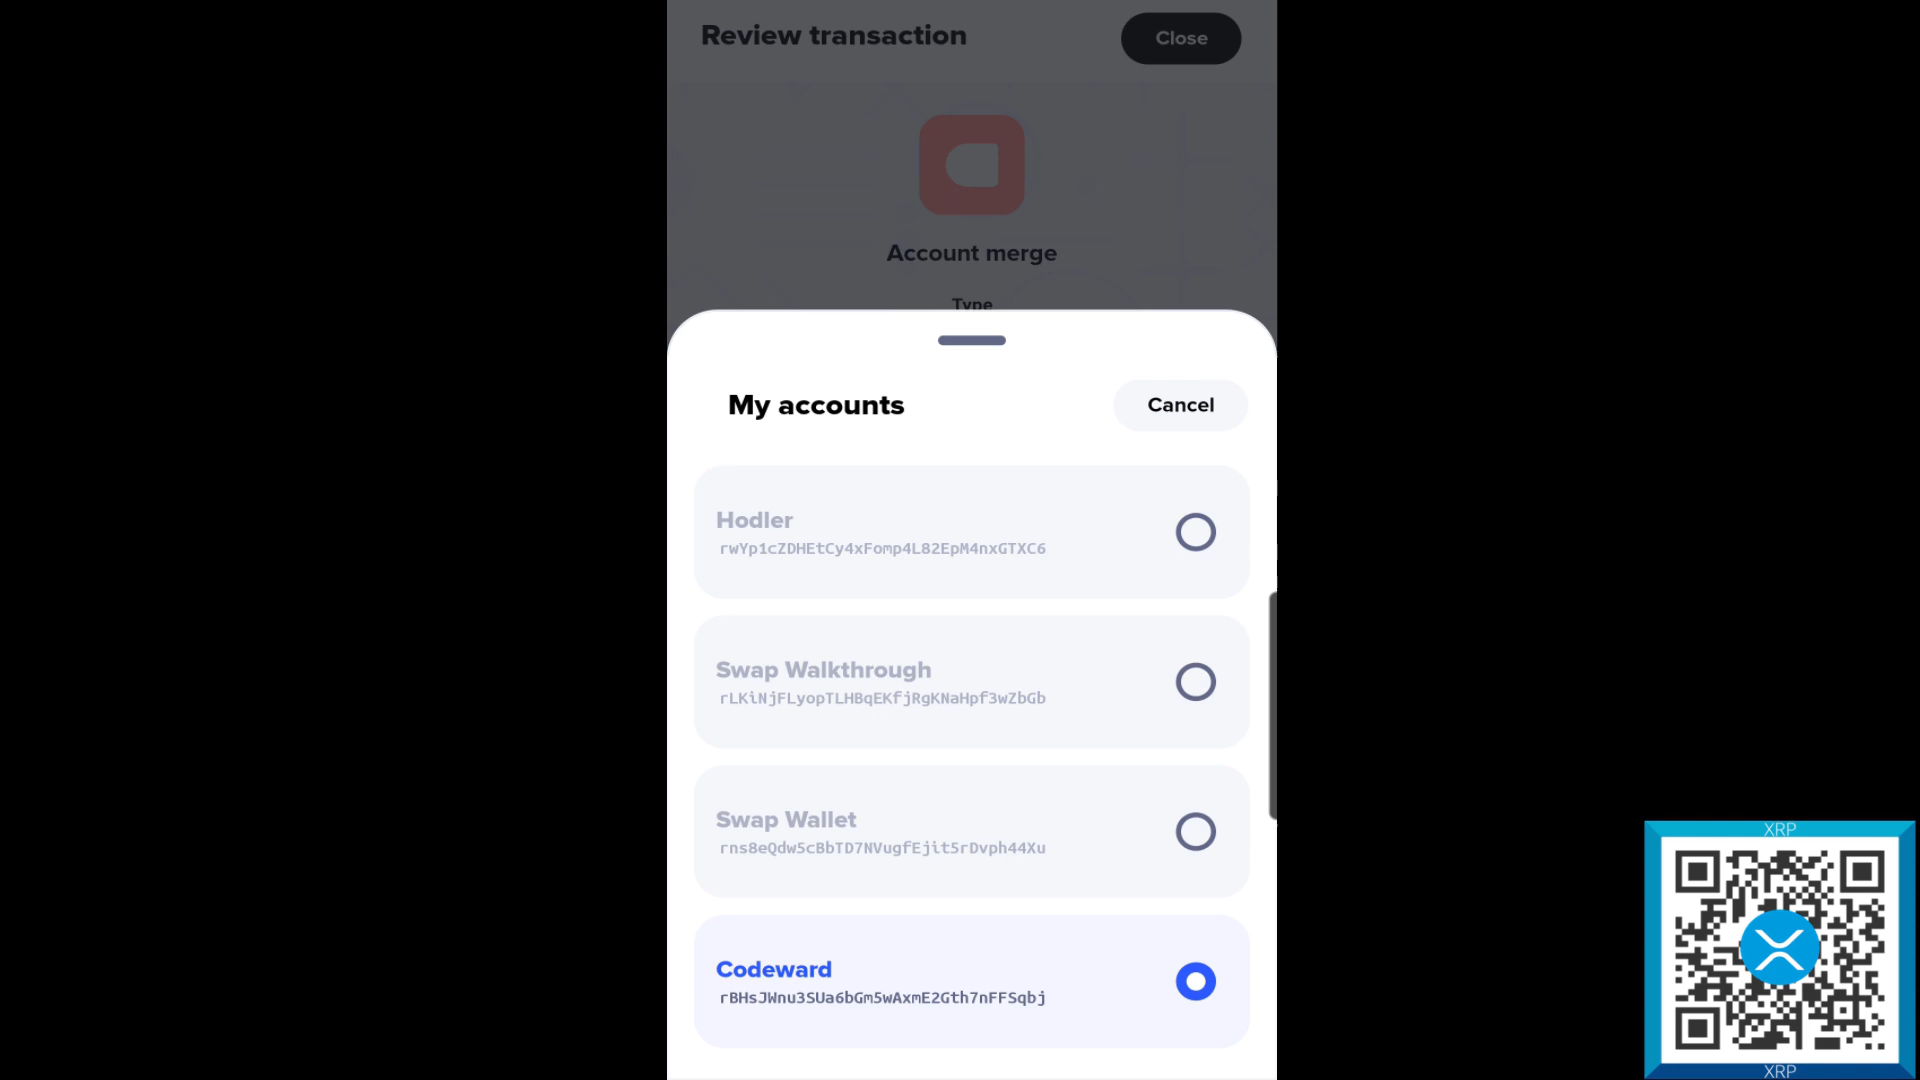 Review transaction
Close
Account merge
Type
My accounts
Cancel
Hodler
rwYp1cZDHEtCy4xFomp4L82EpM4nxGTXC6
Swap Walkthrough
rLKiNjFLyopTLHBqEKfjRgKNaHpf3wZbGb
Swap Wallet
rns8eQdw5cBbTD7NVugfEjit5rDvph44Xu
Codeward
rBHsJWnu3SUa6bGm5wAxmE2Gth7nFFSqbj
XRP
XRP